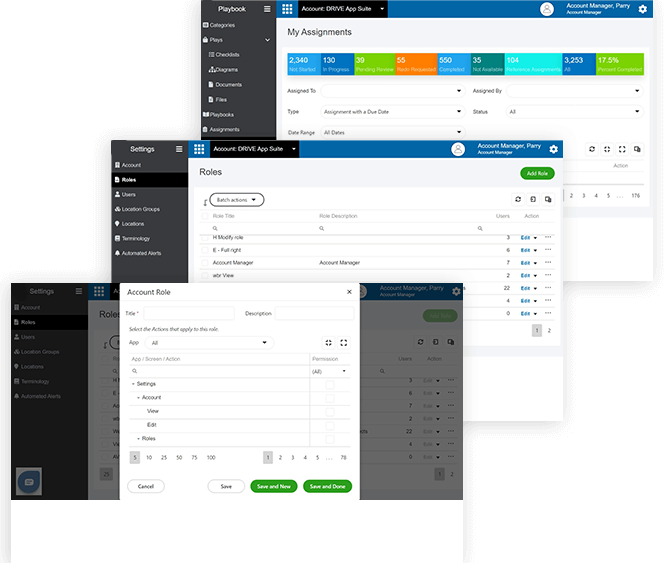 Playbook
Account: DRIVE App Suite
Account Manager, Parry
Account Manager
Categories
Plays
Checklists
Diagrams
Documents
Files
Playbooks
Assignments
My Assignments
2,340 130 39 55 550 35 104 3,253 17.5%
Not Started In Progress Pending Review Redo Requested Completed Not Available Reference Assignments All Percent Completed
Assigned To Assigned By
Type Assignment with a Due Date Status All
Date Range All Dates
Action
2 3 4 5 ... 176
Settings
Account: DRIVE App Suite
Account Manager, Parry
Account Manager
Account
Roles
Users
Location Groups
Locations
Terminology
Automated Alerts
Roles
Add Role
Batch actions
Role Title Role Description Users Action
H Modify role 3 Edit
E - Full right 6 Edit
Account Manager Account Manager 7 Edit
wbr View 2 Edit
22 Edit
4 Edit
0 Edit
1 2
Settings
Account Manager, Parry
Account Manager
Account
Roles
Users
Location Groups
Locations
Terminology
Automated Alerts
Add Role
Users Action
3 Edit
6 Edit
7 Edit
2 Edit
22 Edit
4 Edit
0 Edit
25
1 2
Account Role
Title * Description
Select the Actions that apply to this role.
App All
App / Screen / Action Permission
(All)
Settings
Account
View
Edit
Roles
5 10 25 50 75 100 1 2 3 4 5 ... 78
Cancel Save Save and New Save and Done